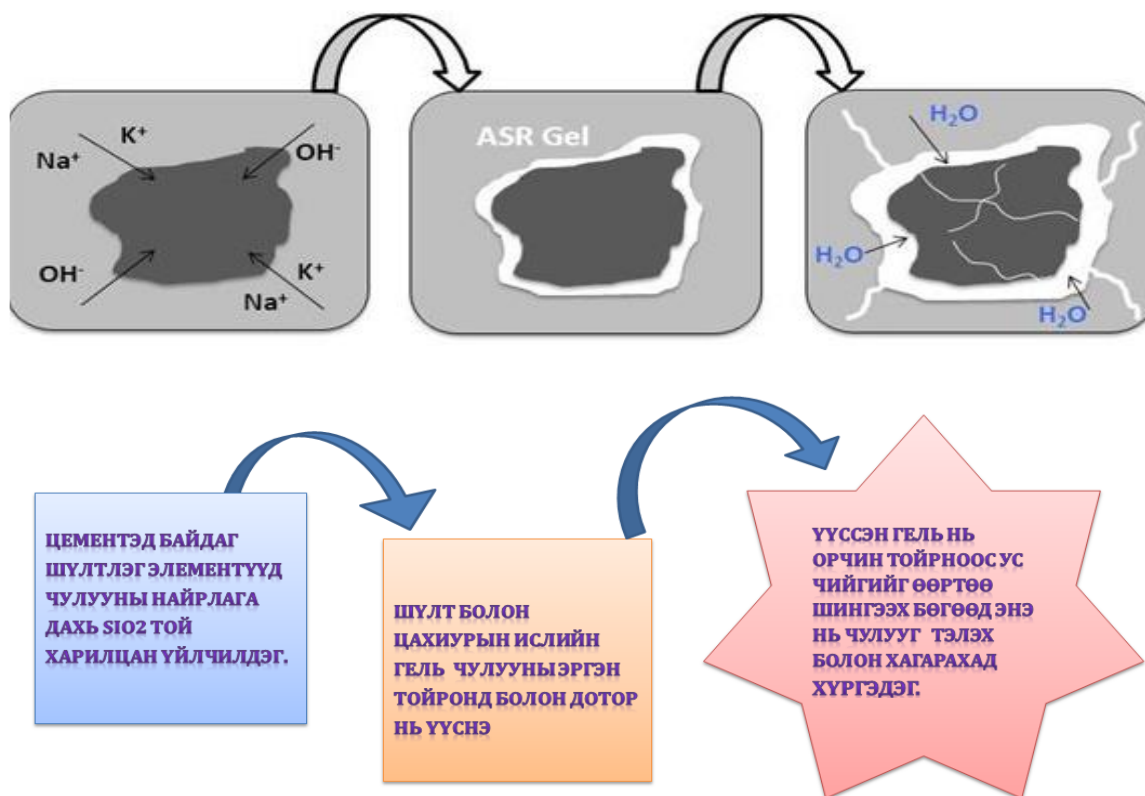 K⁺
Na⁺
OH⁻
OH⁻
K⁺
Na⁺
ASR Gel
H₂O
H₂O
H₂O
ЦЕМЕНТЭД БАЙДАГ
ШҮЛТЛЭГ ЭЛЕМЕНТҮҮД
ЧУЛУУНЫ НАЙРЛАГА
ДАХЬ SIO2 ТОЙ
ХАРИЛЦАН ҮЙЛЧИЛДЭГ.
ШҮЛТ БОЛОН
ЦАХИУРЫН ИСЛИЙН
ГЕЛЬ ЧУЛУУНЫ ЭРГЭН
ТОЙРОНД БОЛОН ДОТОР
НЬ ҮҮСНЭ
ҮҮССЭН ГЕЛЬ НЬ
ОРЧИН ТОЙРНООС УС
ЧИЙГИЙГ ӨӨРТӨӨ
ШИНГЭЭХ БӨГӨӨД ЭНЭ
НЬ ЧУЛУУГ ТЭЛЭХ
БОЛОН ХАГАРАХАД
ХҮРГЭДЭГ.